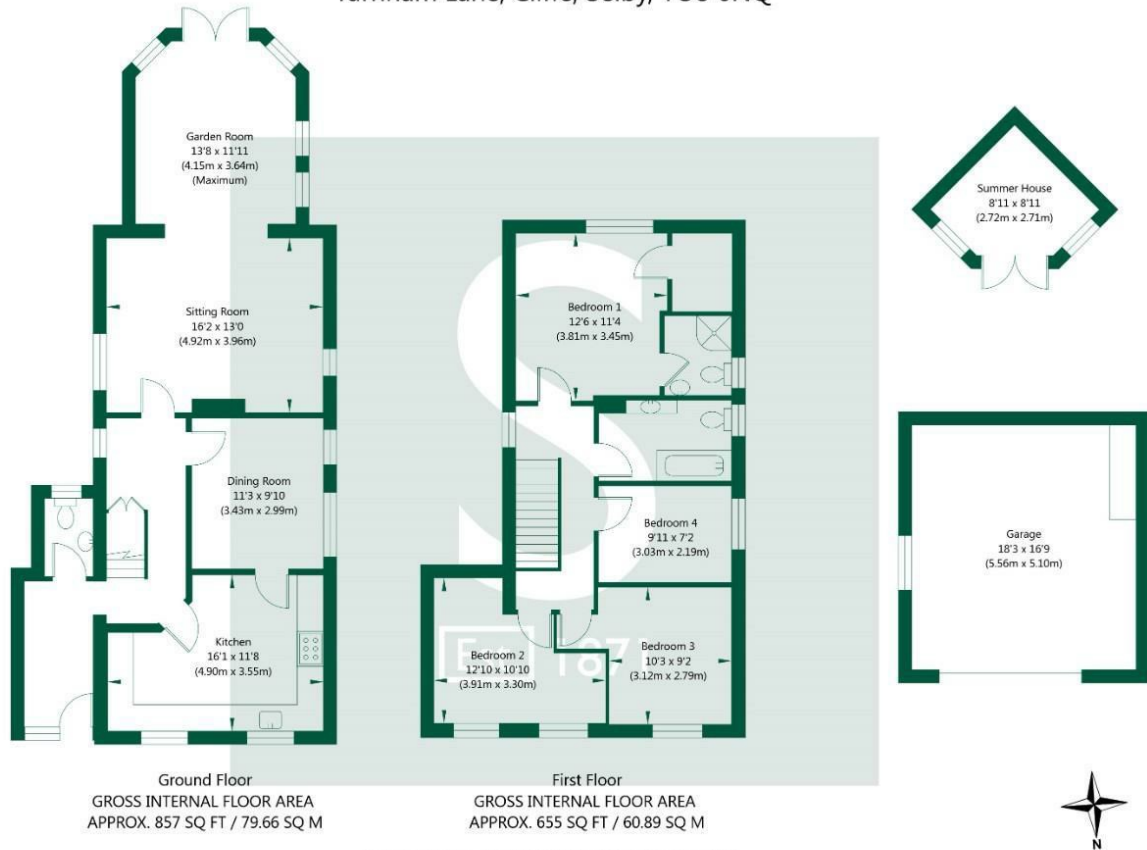 Garden Room
13'8 x 11'11
(4.15m x 3.64m)
(Maximum)
Sitting Room
16'2 x 13'0
(4.92m x 3.96m)
Dining Room
11'3 x 9'10
(3.43m x 2.99m)
Kitchen
16'1 x 11'8
(4.90m x 3.55m)
Ground Floor
GROSS INTERNAL FLOOR AREA
APPROX. 857 SQ FT / 79.66 SQ M
Bedroom 1
12'6 x 11'4
(3.81m x 3.45m)
Bedroom 4
9'11 x 7'2
(3.03m x 2.19m)
Bedroom 2
12'10 x 10'10
(3.91m x 3.30m)
Bedroom 3
10'3 x 9'2
(3.12m x 2.79m)
S
1871
First Floor
GROSS INTERNAL FLOOR AREA
APPROX. 655 SQ FT / 60.89 SQ M
Summer House
8'11 x 8'11
(2.72m x 2.71m)
Garage
18'3 x 16'9
(5.56m x 5.10m)
N